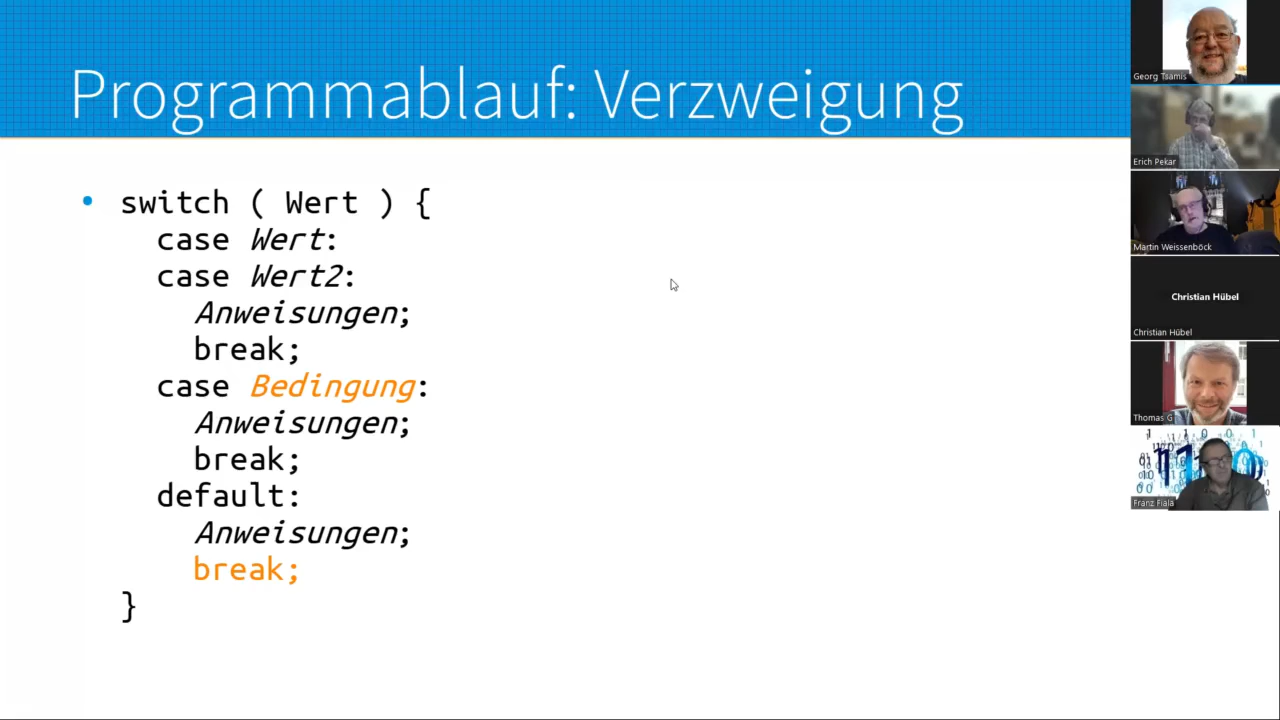 Programmablauf: Verzweigung
• switch ( Wert ) {
case Wert:
case Wert2:
Anweisungen;
break;
case Bedingung:
Anweisungen;
break;
default:
Anweisungen;
break;
}
Georg Tsamis
Erich Pekar
Martin Weissenböck
Christian Hübel
Christian Hübel
Thomas G
Franz Fiala